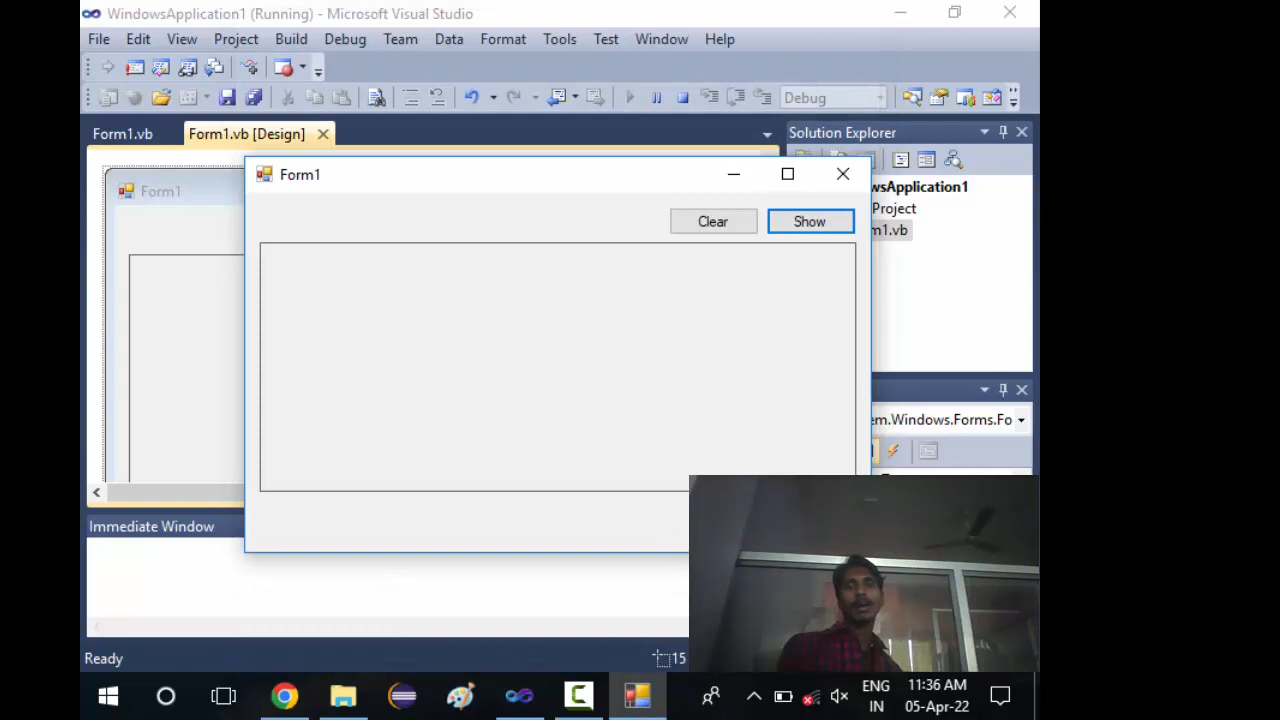 WindowsApplication1 (Running) - Microsoft Visual Studio
File Edit View Project Build Debug Team Data Format Tools Test Window Help
Debug
Form1.vb Form1.vb [Design] Solution Explorer
Form1
Form1
wsApplication1
Project
m1.vb
Clear Show
em.Windows.Forms.Fo
Immediate Window
Ready 15
ENG
IN
11:36 AM
05-Apr-22